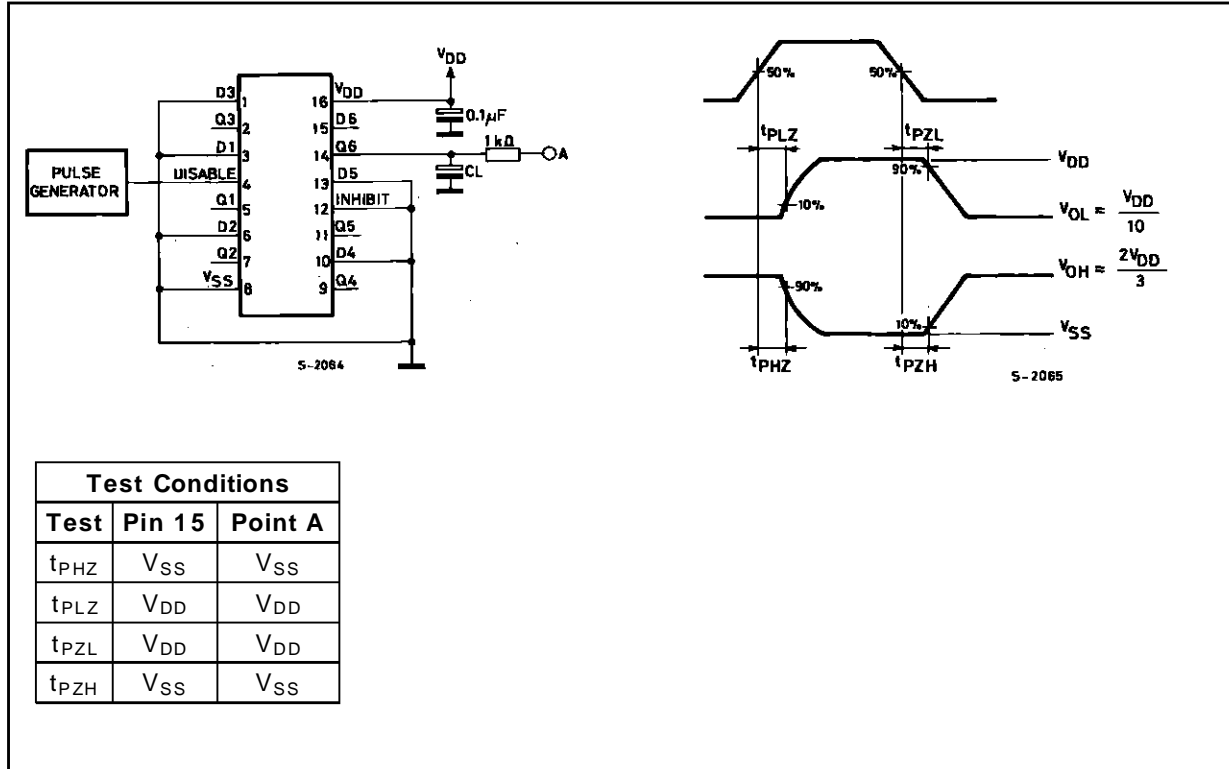 VDD
D3 1 16 VDD
0.1µF
Q3 2 15 D6
1 kΩ
D1 3 14 Q6 A
PULSE GENERATOR
DISABLE 4 13 D5
CL
Q1 5 12 INHIBIT
D2 6 11 Q5
Q2 7 10 D4
VSS 8 9 Q4
S-2064
50% 50%
tPLZ tPZL
VDD
90%
10%
VOL = VDD/10
VOH = 2VDD/3
90%
10%
VSS
tPHZ tPZH
S-2065
Test Conditions
Test Pin 15 Point A
tPHZ VSS VSS
tPLZ VDD VDD
tPZL VDD VDD
tPZH VSS VSS